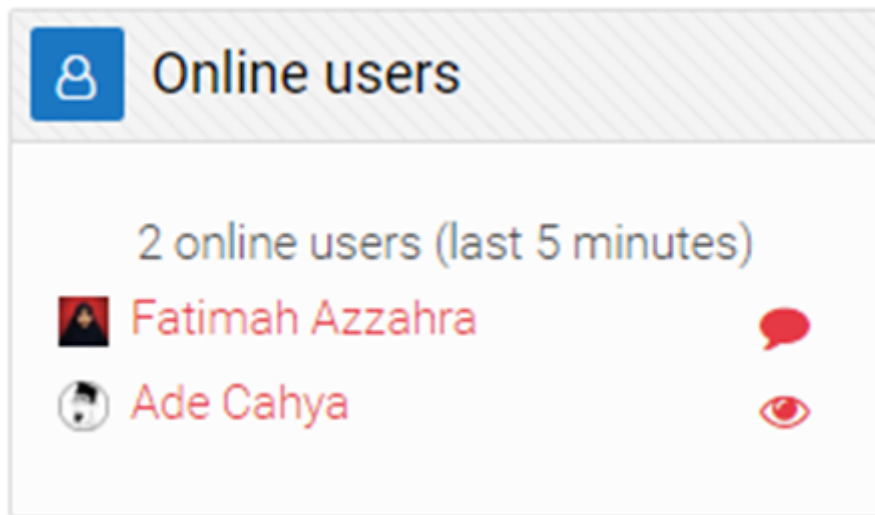 Online users
2 online users (last 5 minutes)
Fatimah Azzahra
Ade Cahya